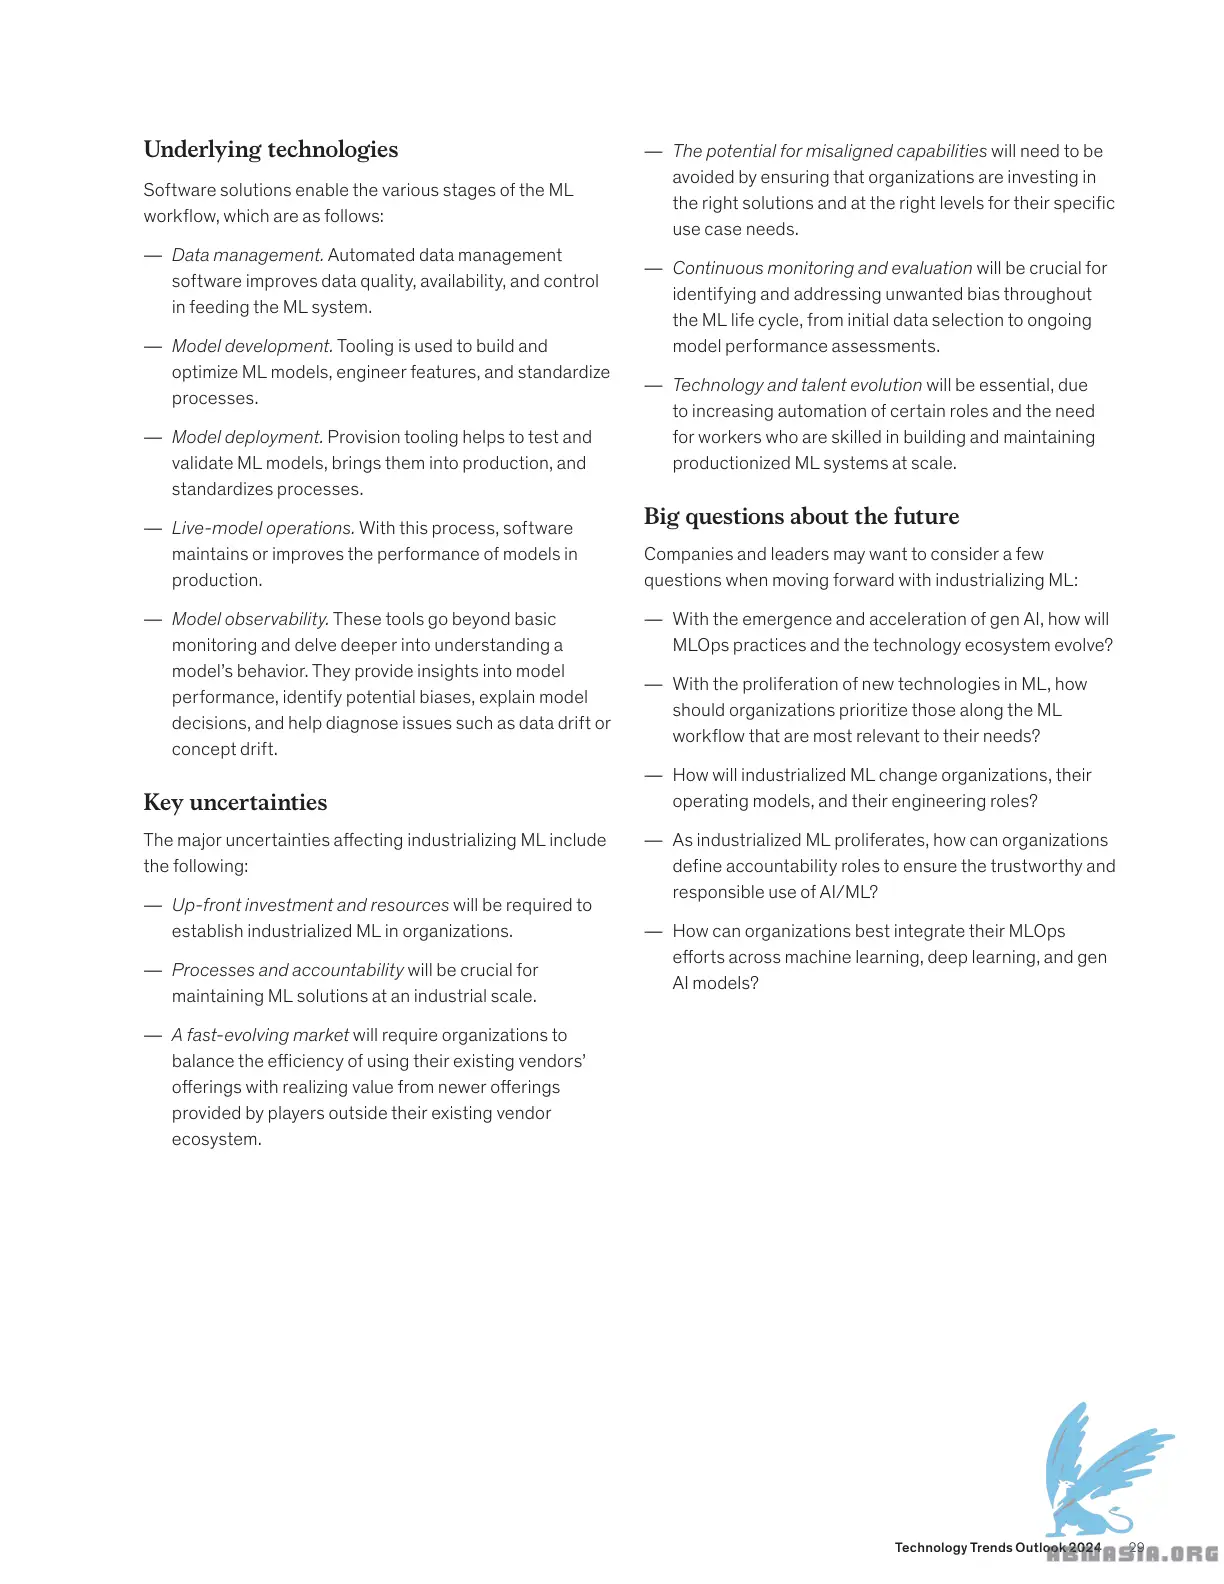 Underlying technologies
Software solutions enable the various stages of the ML
workflow, which are as follows:
— Data management. Automated data management
software improves data quality, availability, and control
in feeding the ML system.
— Model development. Tooling is used to build and
optimize ML models, engineer features, and standardize
processes.
— Model deployment. Provision tooling helps to test and
validate ML models, brings them into production, and
standardizes processes.
— Live-model operations. With this process, software
maintains or improves the performance of models in
production.
— Model observability. These tools go beyond basic
monitoring and delve deeper into understanding a
model’s behavior. They provide insights into model
performance, identify potential biases, explain model
decisions, and help diagnose issues such as data drift or
concept drift.
Key uncertainties
The major uncertainties affecting industrializing ML include
the following:
— Up-front investment and resources will be required to
establish industrialized ML in organizations.
— Processes and accountability will be crucial for
maintaining ML solutions at an industrial scale.
— A fast-evolving market will require organizations to
balance the efficiency of using their existing vendors’
offerings with realizing value from newer offerings
provided by players outside their existing vendor
ecosystem.
— The potential for misaligned capabilities will need to be
avoided by ensuring that organizations are investing in
the right solutions and at the right levels for their specific
use case needs.
— Continuous monitoring and evaluation will be crucial for
identifying and addressing unwanted bias throughout
the ML life cycle, from initial data selection to ongoing
model performance assessments.
— Technology and talent evolution will be essential, due
to increasing automation of certain roles and the need
for workers who are skilled in building and maintaining
productionized ML systems at scale.
Big questions about the future
Companies and leaders may want to consider a few
questions when moving forward with industrializing ML:
— With the emergence and acceleration of gen AI, how will
MLOps practices and the technology ecosystem evolve?
— With the proliferation of new technologies in ML, how
should organizations prioritize those along the ML
workflow that are most relevant to their needs?
— How will industrialized ML change organizations, their
operating models, and their engineering roles?
— As industrialized ML proliferates, how can organizations
define accountability roles to ensure the trustworthy and
responsible use of AI/ML?
— How can organizations best integrate their MLOps
efforts across machine learning, deep learning, and gen
AI models?
Technology Trends Outlook 2024 29
ABWASIA.ORG